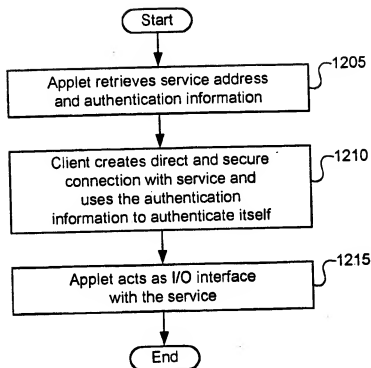 Start
Applet retrieves service address
and authentication information
1205
Client creates direct and secure
connection with service and
uses the authentication
information to authenticate itself
1210
Applet acts as I/O interface
with the service
1215
End